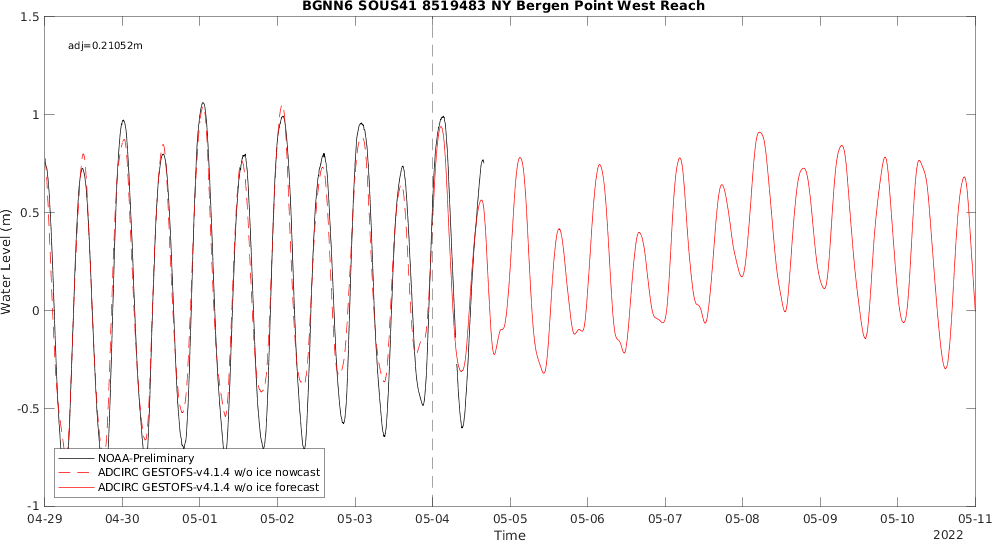 BGNN6 SOUS41 8519483 NY Bergen Point West Reach
adj=0.21052m
Water Level (m)
1.5
1
0.5
0
-0.5
-1
NOAA-Preliminary
ADCIRC GESTOFS-v4.1.4 w/o ice nowcast
ADCIRC GESTOFS-v4.1.4 w/o ice forecast
04-29 04-30 05-01 05-02 05-03 05-04 05-05 05-06 05-07 05-08 05-09 05-10 05-11
Time
2022